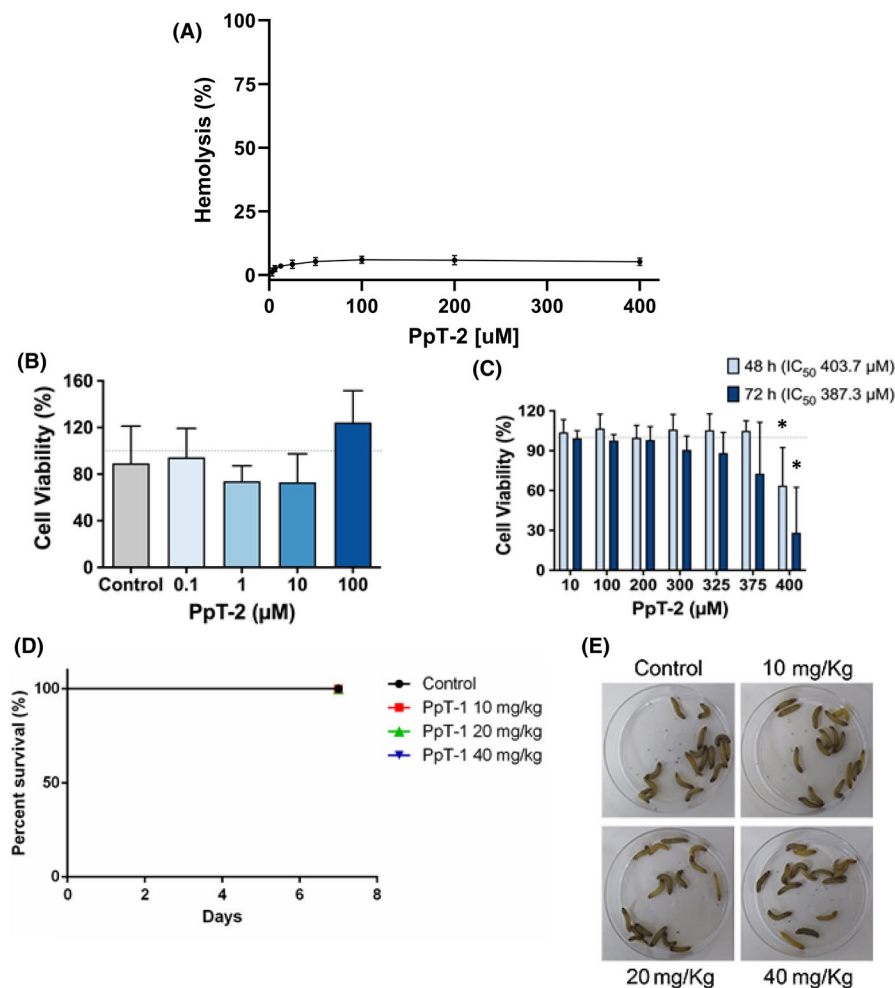 (A)
100
75
50
25
0
Hemolysis (%)
0 100 200 300 400
PpT-2 [uM]
(B)
160
120
80
40
0
Cell Viability (%)
Control 0.1 1 10 100
PpT-2 (µM)
(C)
48 h (IC50 403.7 µM)
72 h (IC50 387.3 µM)
120
90
60
30
0
Cell Viability (%)
* *
10 100 200 300 325 375 400
PpT-2 (µM)
(D)
100
50
0
Percent survival (%)
0 2 4 6 8
Days
Control
PpT-1 10 mg/kg
PpT-1 20 mg/kg
PpT-1 40 mg/kg
(E)
Control 10 mg/Kg
20 mg/Kg 40 mg/Kg